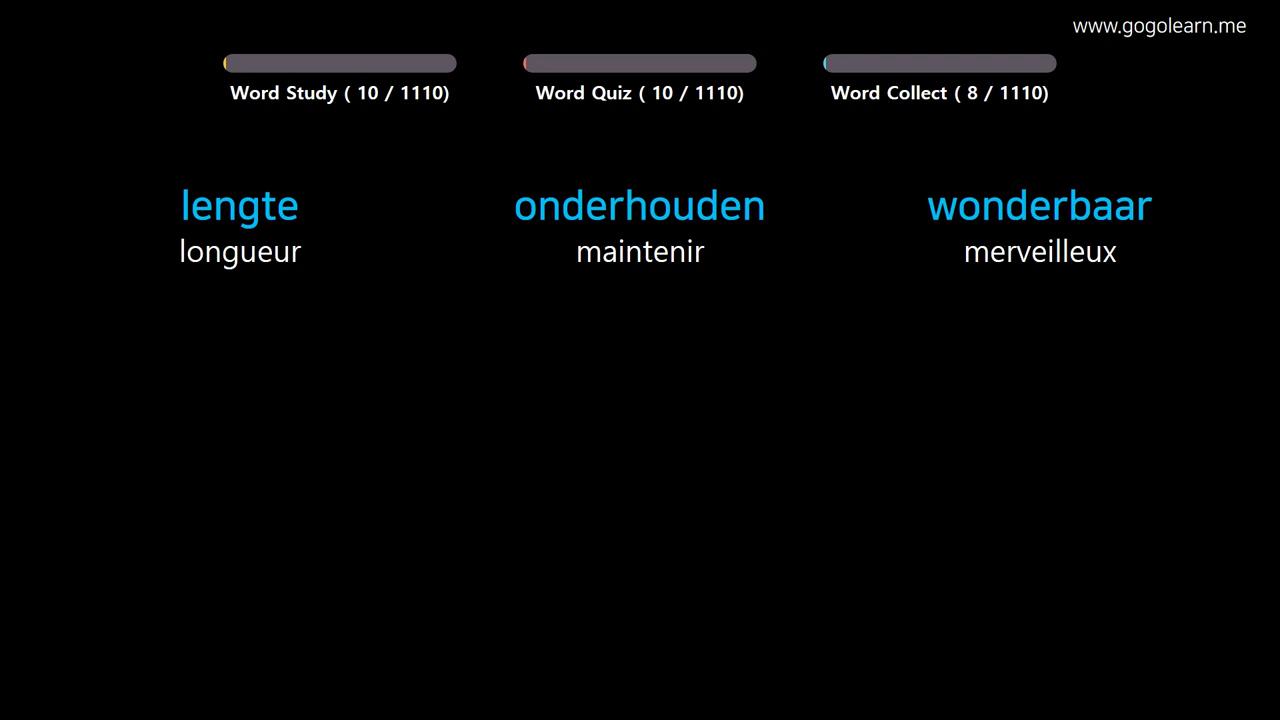 www.gogolearn.me
Word Study ( 10 / 1110)
Word Quiz ( 10 / 1110)
Word Collect ( 8 / 1110)
lengte
longueur
onderhouden
maintenir
wonderbaar
merveilleux